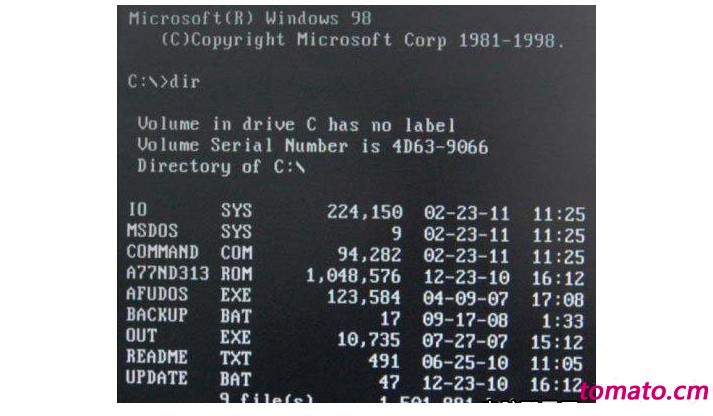 Microsoft(R) Windows 98
(C)Copyright Microsoft Corp 1981-1998.
C:\>dir
Volume in drive C has no label
Volume Serial Number is 4D63-9066
Directory of C:\
IO SYS 224,150 02-23-11 11:25
MSDOS SYS 9 02-23-11 11:25
COMMAND COM 94,282 02-23-11 11:25
A77ND313 ROM 1,048,576 12-23-10 16:12
AFUDOS EXE 123,584 04-09-07 17:08
BACKUP BAT 17 09-17-08 1:33
OUT EXE 10,735 07-27-07 15:12
README TXT 491 06-25-10 11:05
UPDATE BAT 47 12-23-10 16:12
tomato.cm
9 file(s)